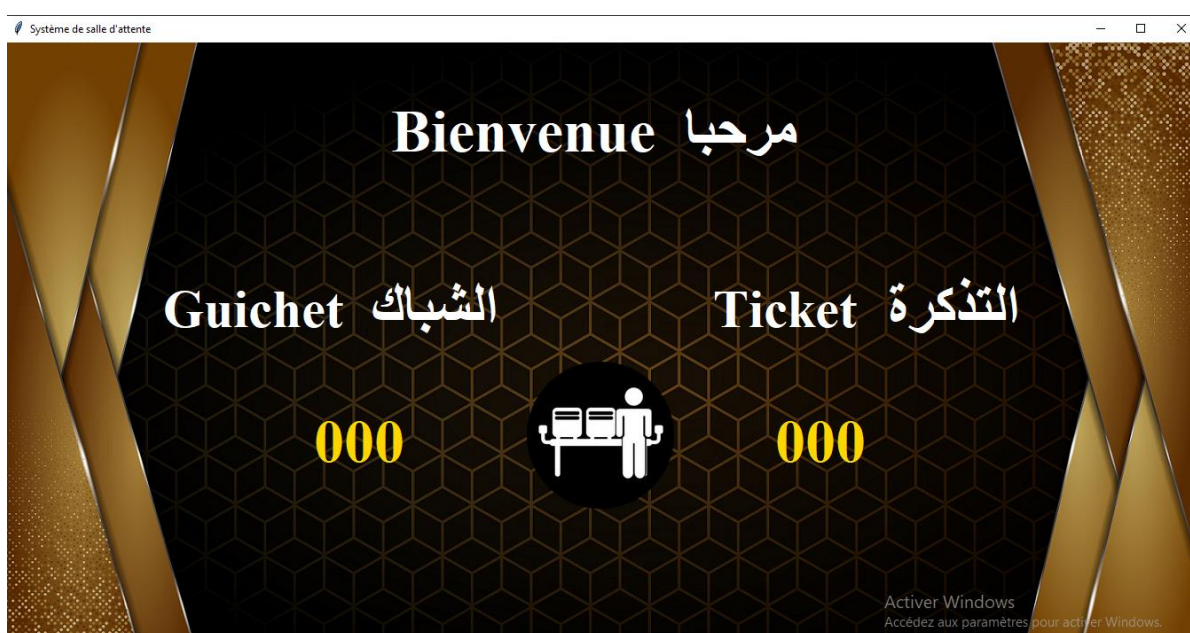 Système de salle d'attente
Bienvenue مرحبا
Guichet الشباك
Ticket التذكرة
000
000
Activer Windows
Accédez aux paramètres pour activer Windows.